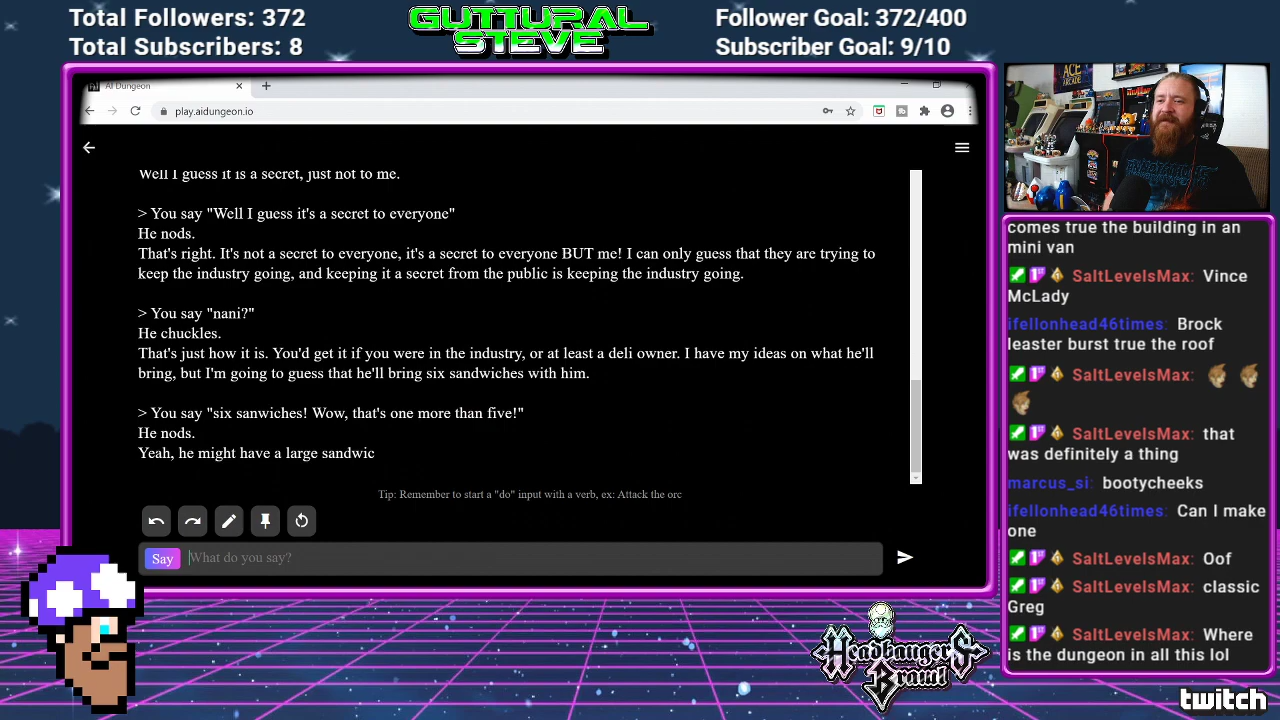 Total Followers: 372
Total Subscribers: 8
GUTTURAL
STEVE
Follower Goal: 372/400
Subscriber Goal: 9/10
AI Dungeon
play.aidungeon.io
Well I guess it is a secret, just not to me.
> You say "Well I guess it's a secret to everyone"
He nods.
That's right. It's not a secret to everyone, it's a secret to everyone BUT me! I can only guess that they are trying to
keep the industry going, and keeping it a secret from the public is keeping the industry going.
> You say "nani?"
He chuckles.
That's just how it is. You'd get it if you were in the industry, or at least a deli owner. I have my ideas on what he'll
bring, but I'm going to guess that he'll bring six sandwiches with him.
> You say "six sanwiches! Wow, that's one more than five!"
He nods.
Yeah, he might have a large sandwic
Tip: Remember to start a "do" input with a verb, ex: Attack the orc
Say What do you say?
ACE
ARCADE
comes true the building in an
mini van
SaltLevelsMax: Vince
McLady
ifellonhead46times: Brock
leaster burst true the roof
SaltLevelsMax:
SaltLevelsMax: that
was definitely a thing
marcus_si: bootycheeks
ifellonhead46times: Can I make
one
SaltLevelsMax: Oof
SaltLevelsMax: classic
Greg
SaltLevelsMax: Where
is the dungeon in all this lol
Headbangers
Brawl
twitch